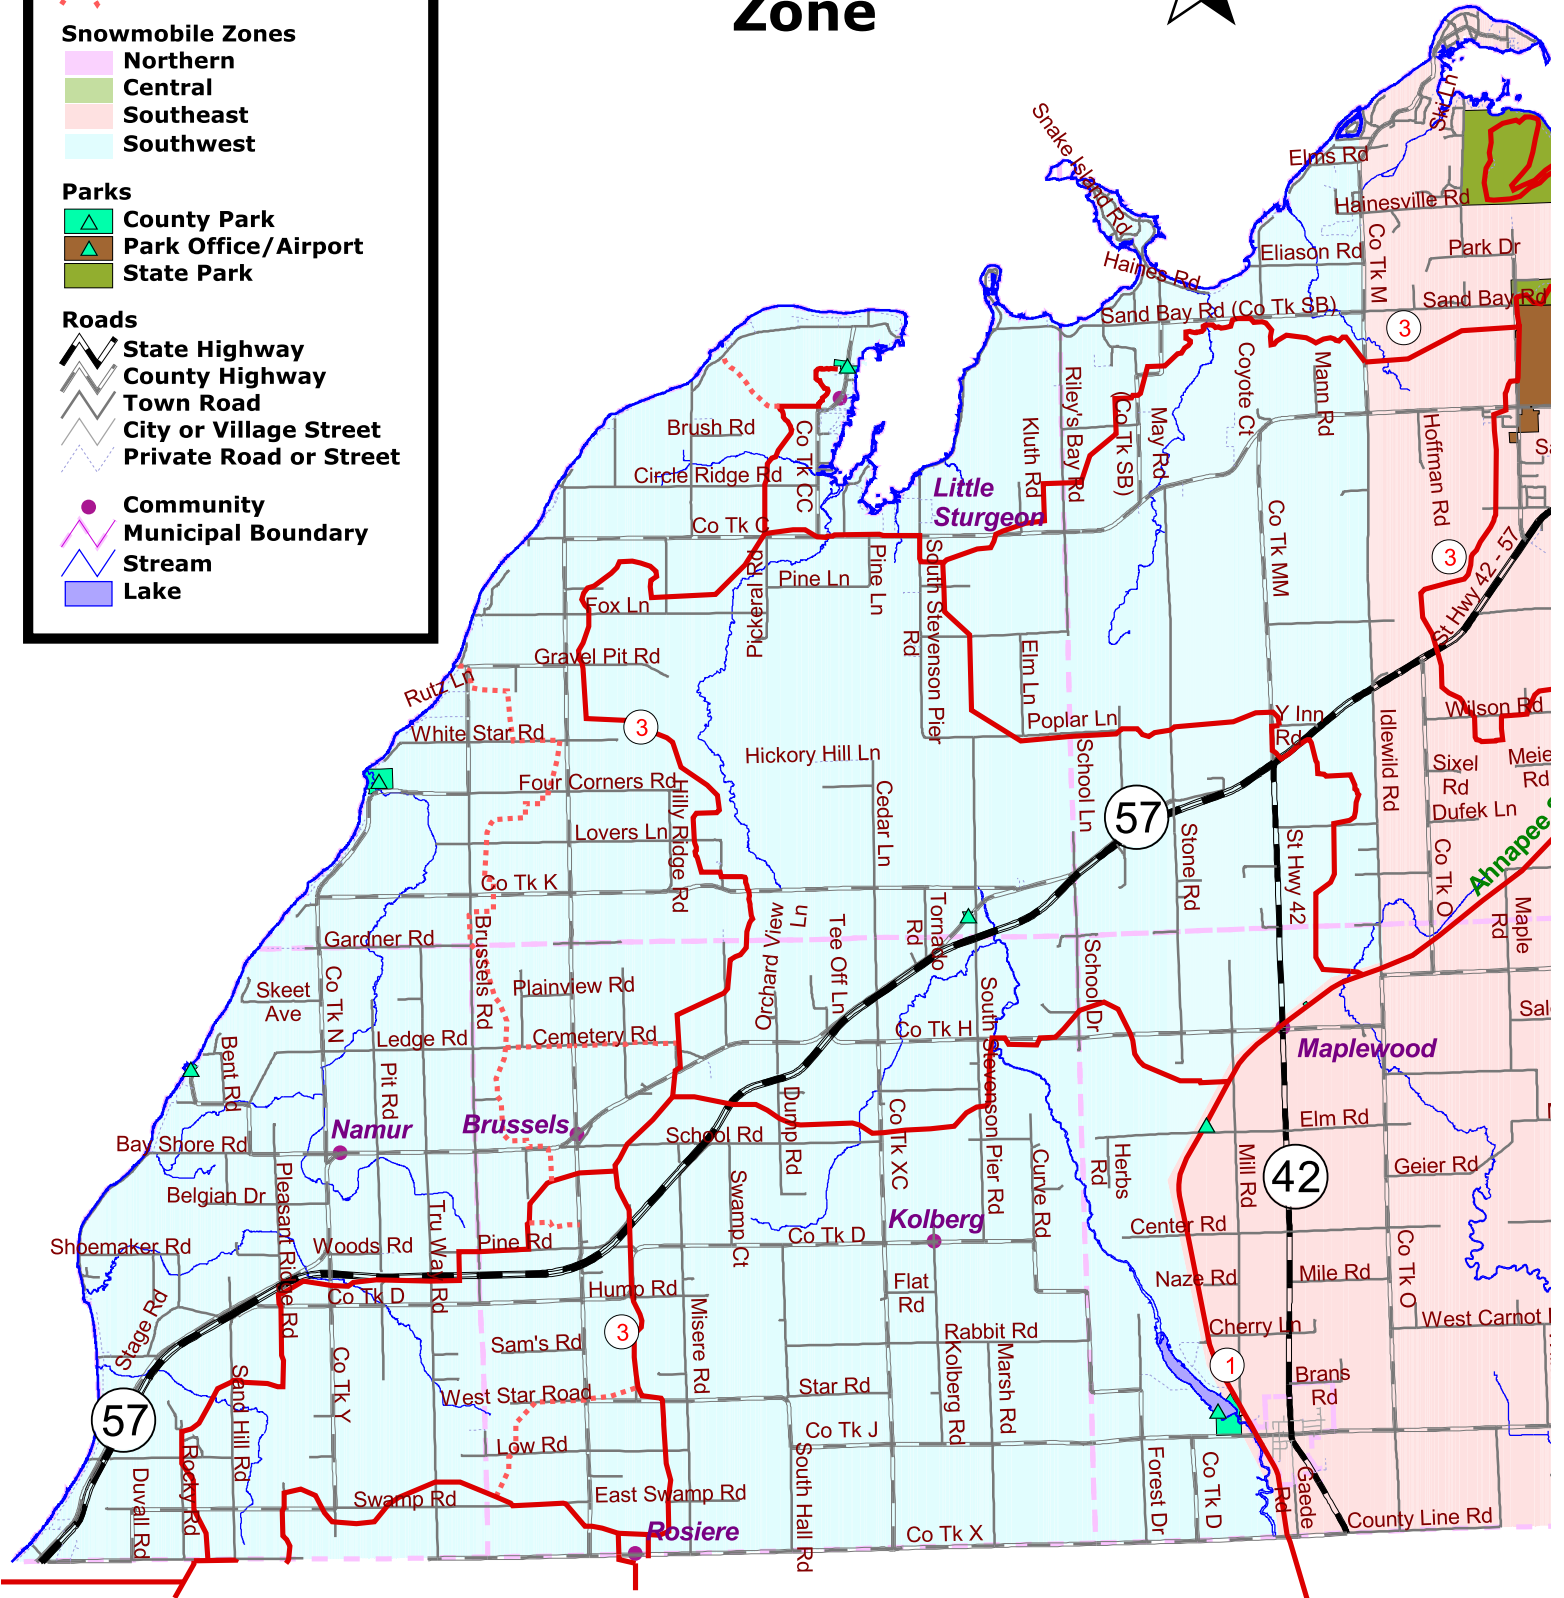 Zone
Snowmobile Zones
Northern
Central
Southeast
Southwest
Parks
County Park
Park Office/Airport
State Park
Roads
State Highway
County Highway
Town Road
City or Village Street
Private Road or Street
Community
Municipal Boundary
Stream
Lake
Ski Ln
Snake Island Rd
Elms Rd
Hainesville Rd
Haines Rd
Eliason Rd
Co Tk M
Park Dr
Sand Bay Rd (Co Tk SB)
Sand Bay Rd
3
Riley's Bay Rd
Kluth Rd
(Co Tk SB)
May Rd
Coyote Ct
Mann Rd
Hoffman Rd
Brush Rd
Co Tk CC
Circle Ridge Rd
Little
Sturgeon
Co Tk C
Co Tk MM
3
St Hwy 42 - 57
Pickeral Rd
Pine Ln
Pine Ln
South Stevenson Pier
Rd
Fox Ln
Gravel Pit Rd
Elm Ln
Rutz Ln
White Star Rd
3
Poplar Ln
Y Inn
Rd
Idlewild Rd
Wilson Rd
Hickory Hill Ln
School Ln
Sixel
Rd
Meie
Rd
Four Corners Rd
Hilly Ridge Rd
Cedar Ln
57
Dufek Ln
Lovers Ln
Stone Rd
St Hwy 42
Co Tk O
Ahnapee
Co Tk K
Tornado
Rd
Maple
Rd
Gardner Rd
Brussels Rd
Orchard View
Ln
Tee Off Ln
School Dr
Skeet
Ave
Co Tk N
Plainview Rd
South Stevenson Pier Rd
Co Tk H
Ledge Rd
Cemetery Rd
Maplewood
Bent Rd
Pit Rd
Dump Rd
Co Tk XC
Bay Shore Rd
Namur
Brussels
School Rd
Elm Rd
Curve Rd
Herbs
Rd
Mill Rd
42
Geier Rd
Belgian Dr
Pleasant Ridge Rd
Tru Way Rd
Swamp Ct
Kolberg
Center Rd
Shoemaker Rd
Woods Rd
Pine Rd
Co Tk D
Co Tk O
Flat
Rd
Naze Rd
Mile Rd
Co Tk D
Hump Rd
Stage Rd
Misere Rd
3
Sam's Rd
Rabbit Rd
Cherry Ln
West Carnot
Co Tk Y
Kolberg Rd
Marsh Rd
1
Sand Hill Rd
West Star Road
Star Rd
Brans
Rd
57
Co Tk J
Low Rd
Rocky Rd
Duvall Rd
South Hall Rd
Forest Dr
Co Tk D
Gaede
Rd
Swamp Rd
East Swamp Rd
Rosiere
Co Tk X
County Line Rd